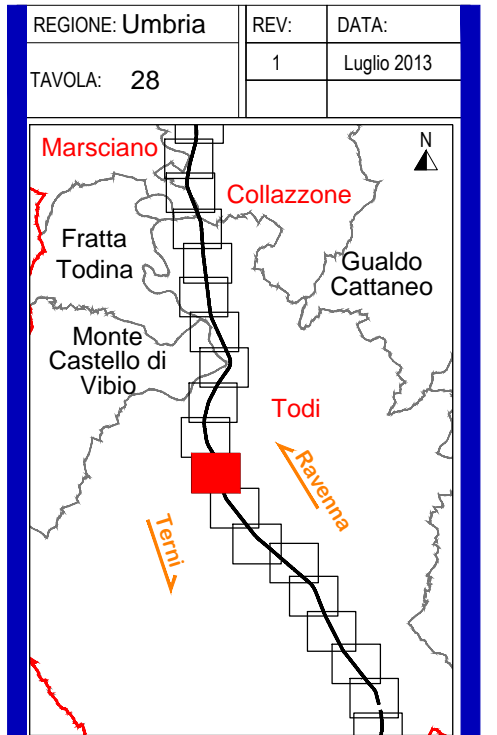 REGIONE: Umbria
REV:
DATA:
TAVOLA: 28
1
Luglio 2013
N
Marsciano
Collazzone
Fratta
Todina
Gualdo
Cattaneo
Monte
Castello di
Vibio
Todi
Ravenna
Terni